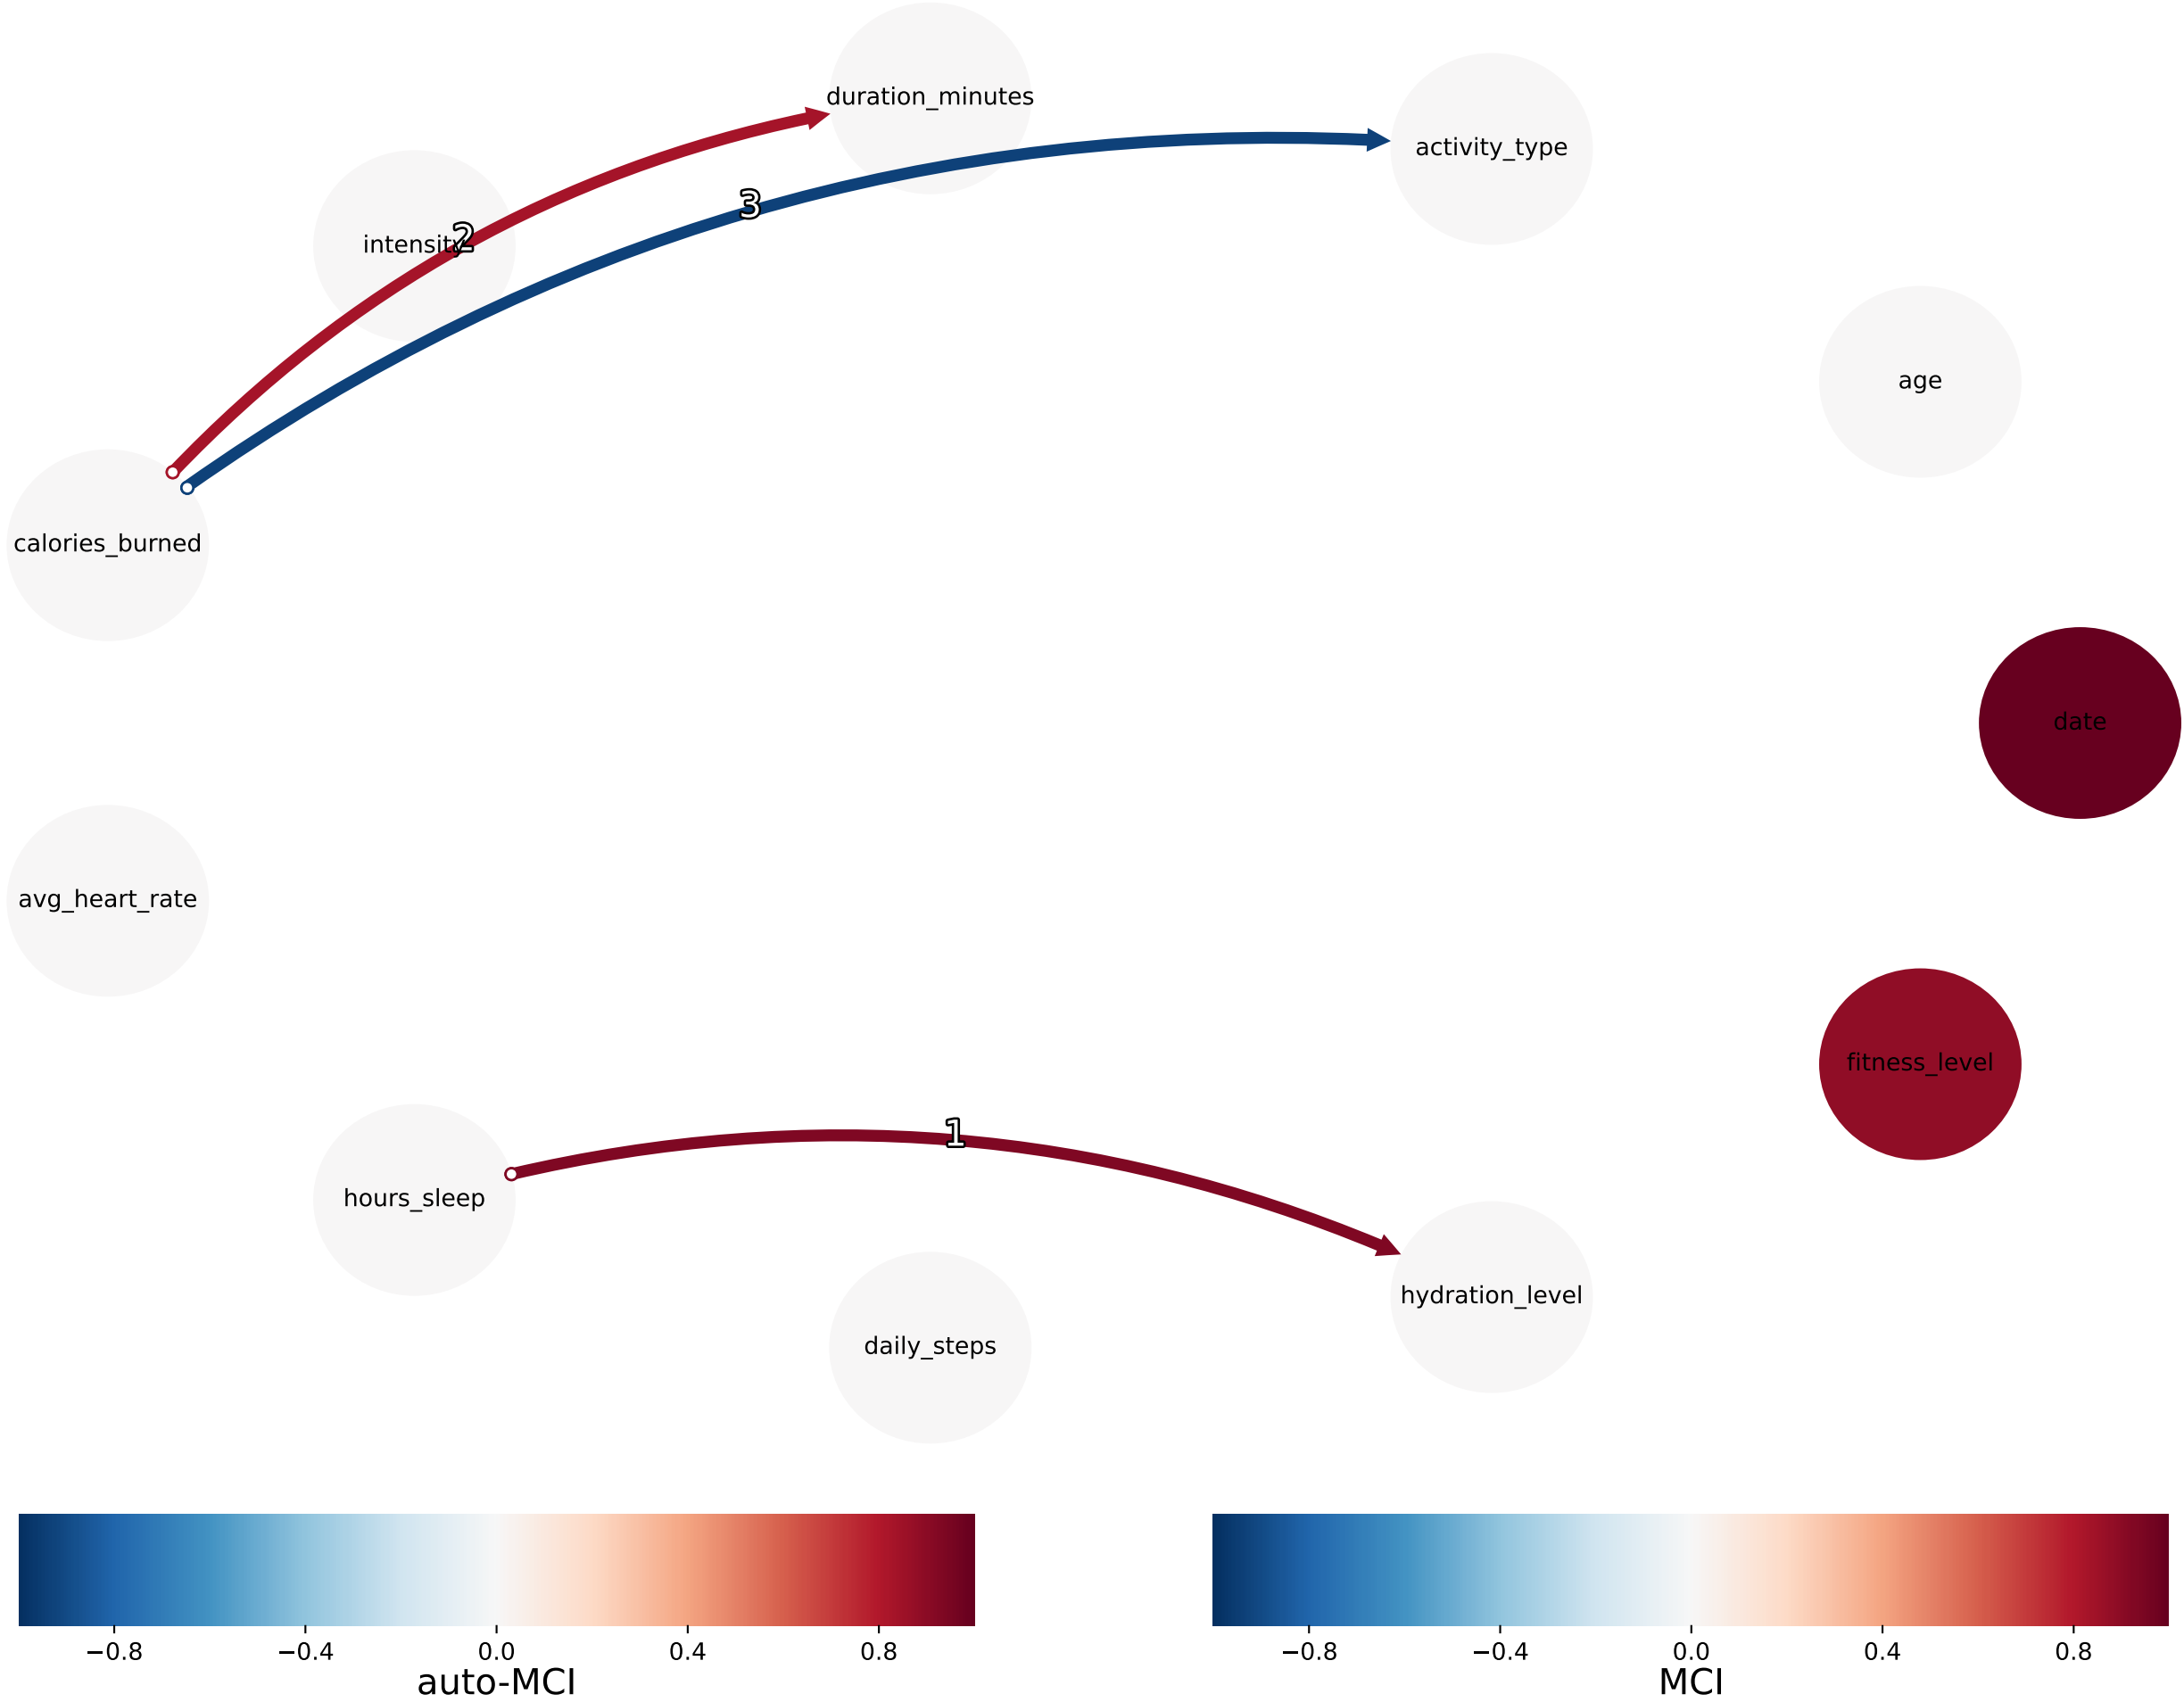 duration_minutes
activity_type
3
intensity
2
age
calories_burned
date
avg_heart_rate
fitness_level
1
hours_sleep
hydration_level
daily_steps
−0.8 −0.4 0.0 0.4 0.8
auto-MCI
−0.8 −0.4 0.0 0.4 0.8
MCI